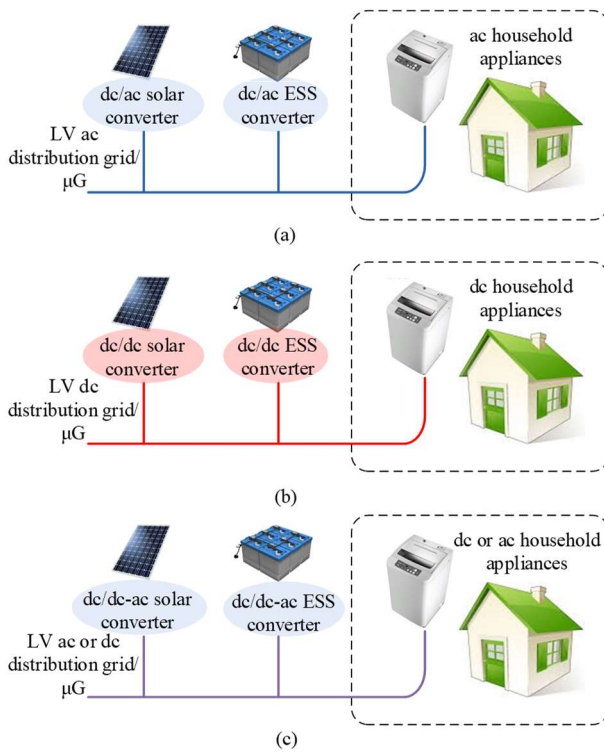 ac household
appliances
dc/ac solar
converter
dc/ac ESS
converter
LV ac
distribution grid/
μG
(a)
dc household
appliances
dc/dc solar
converter
dc/dc ESS
converter
LV dc
distribution grid/
μG
(b)
dc or ac household
appliances
dc/dc-ac solar
converter
dc/dc-ac ESS
converter
LV ac or dc
distribution grid/
μG
(c)